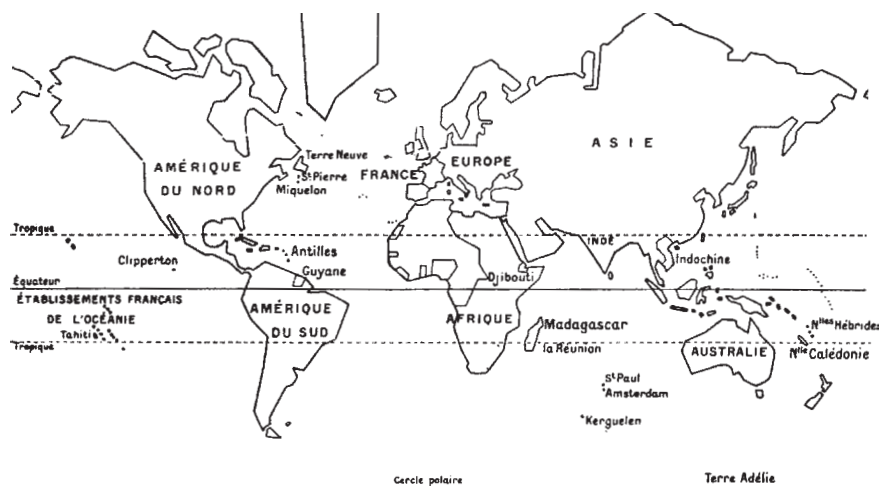 ASIE
Terre Neuve
EUROPE
AMÉRIQUE
DU NORD
St Pierre
Miquelon
FRANCE
Tropique
INDE
Antilles
Clipperton
Indochine
Guyane
Djibouti
Équateur
ÉTABLISSEMENTS FRANÇAIS
DE L'OCÉANIE
Tahiti
AMÉRIQUE
DU SUD
AFRIQUE
Madagascar
la Réunion
Nlles Hébrides
Tropique
AUSTRALIE
Nlle Calédonie
St Paul
Amsterdam
Kerguelen
Cercle polaire
Terre Adélie